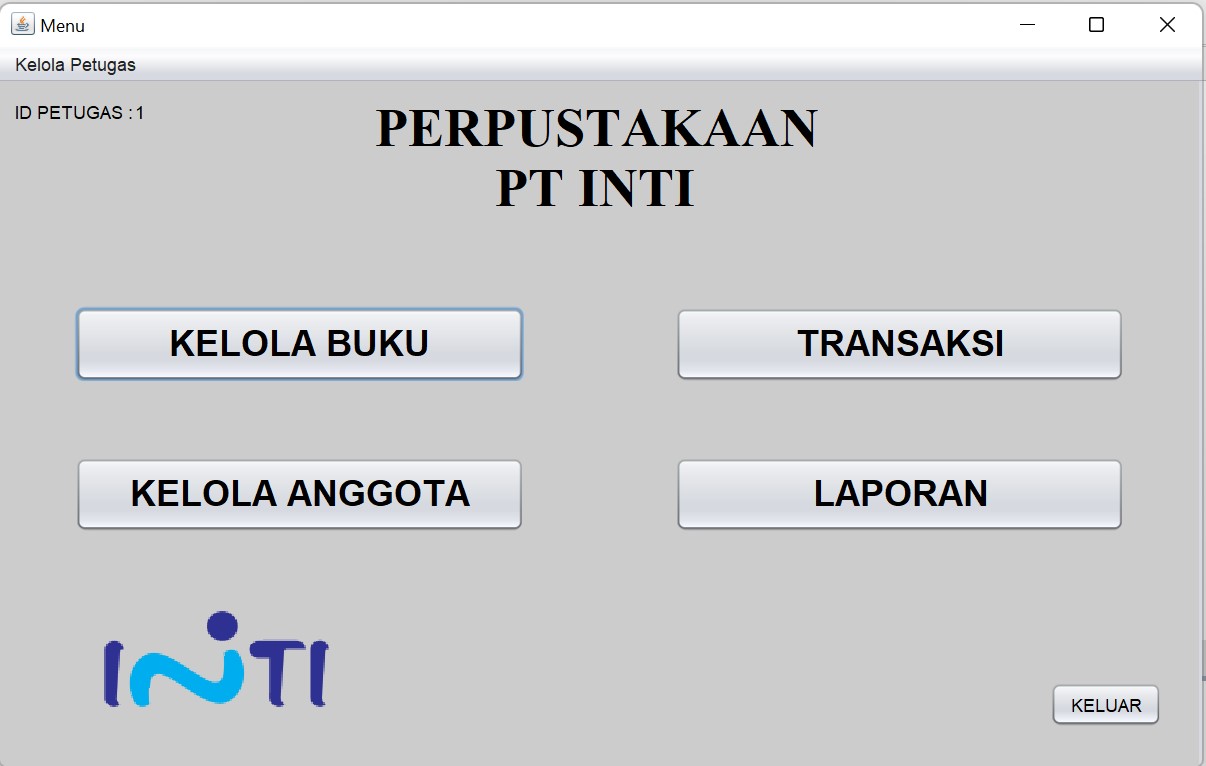 Menu
Kelola Petugas
ID PETUGAS : 1
PERPUSTAKAAN
PT INTI
KELOLA BUKU
TRANSAKSI
KELOLA ANGGOTA
LAPORAN
INTI
KELUAR